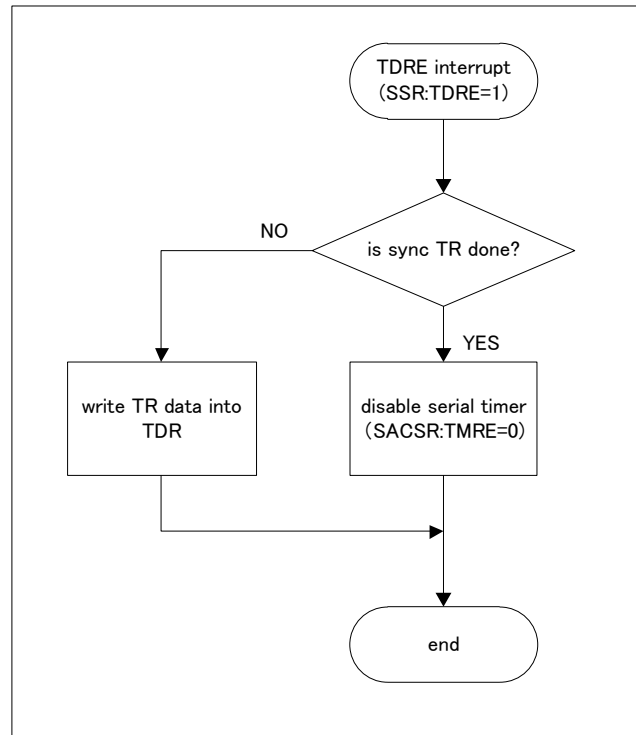 TDRE interrupt
(SSR:TDRE=1)
is sync TR done?
NO
YES
write TR data into
TDR
disable serial timer
(SACSR:TMRE=0)
end